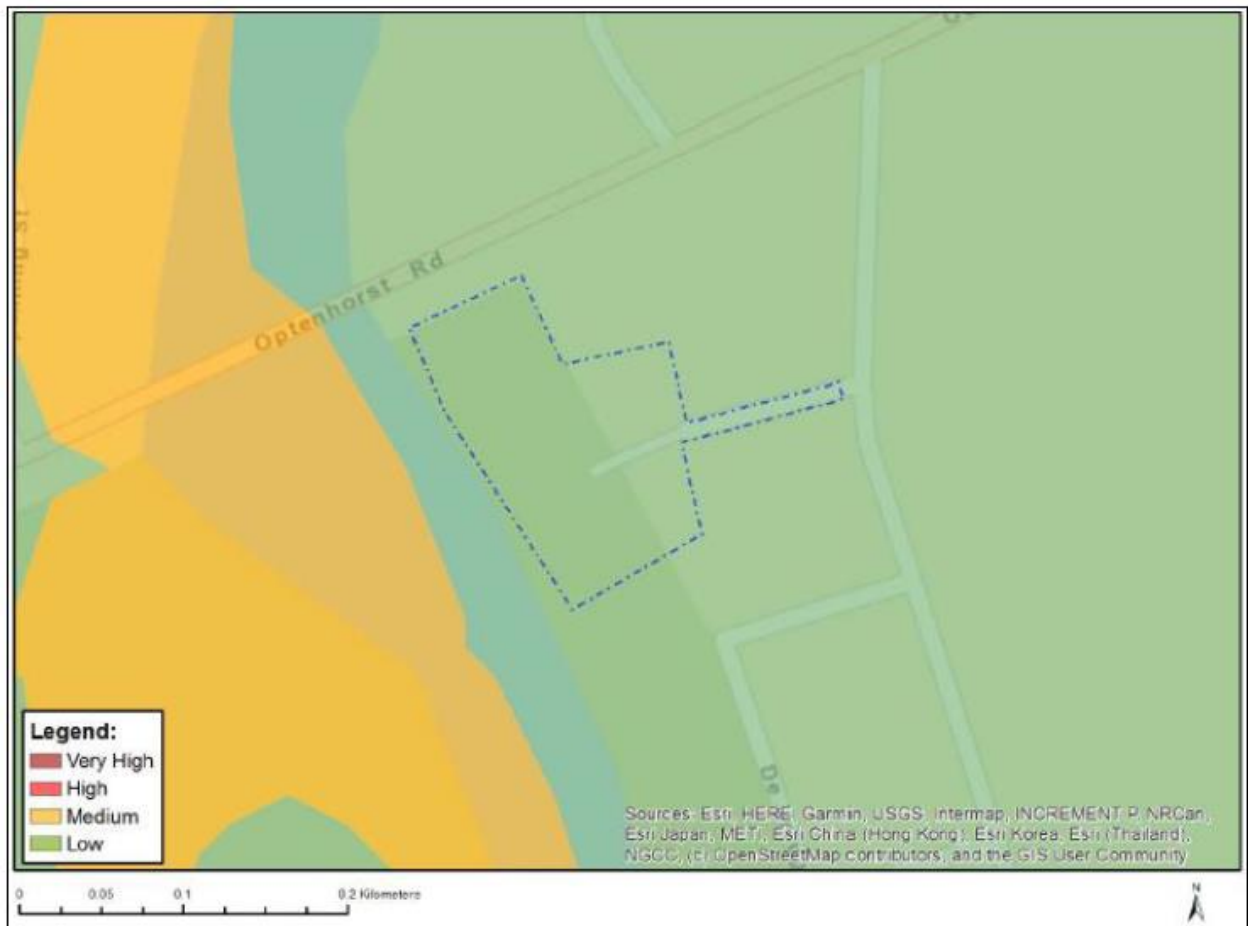 Optenhorst Rd
De
Legend:
Very High
High
Medium
Low
Sources: Esri, HERE, Garmin, USGS, Intermap, INCREMENT P, NRCan,
Esri Japan, METI, Esri China (Hong Kong), Esri Korea, Esri (Thailand),
NGCC, (c) OpenStreetMap contributors, and the GIS User Community
0 0.05 0.1 0.2 Kilometers
N